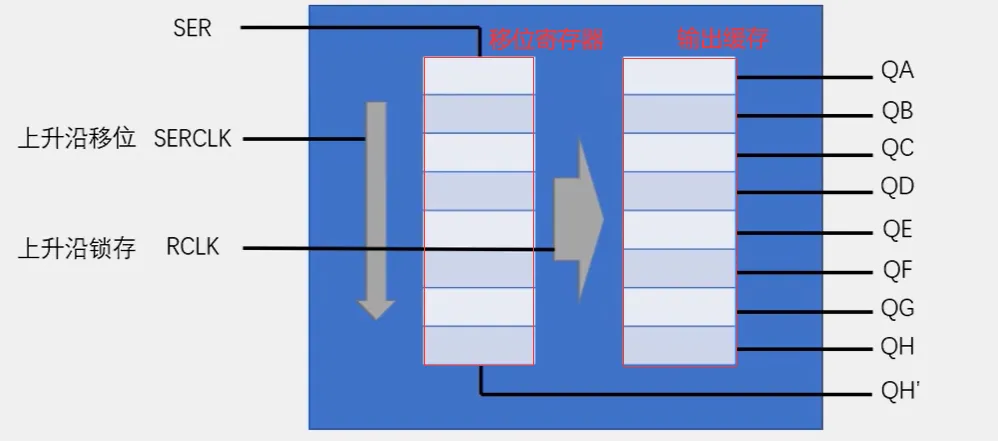 SER
移位寄存器
输出缓存
QA
QB
上升沿移位 SERCLK
QC
QD
QE
上升沿锁存 RCLK
QF
QG
QH
QH'